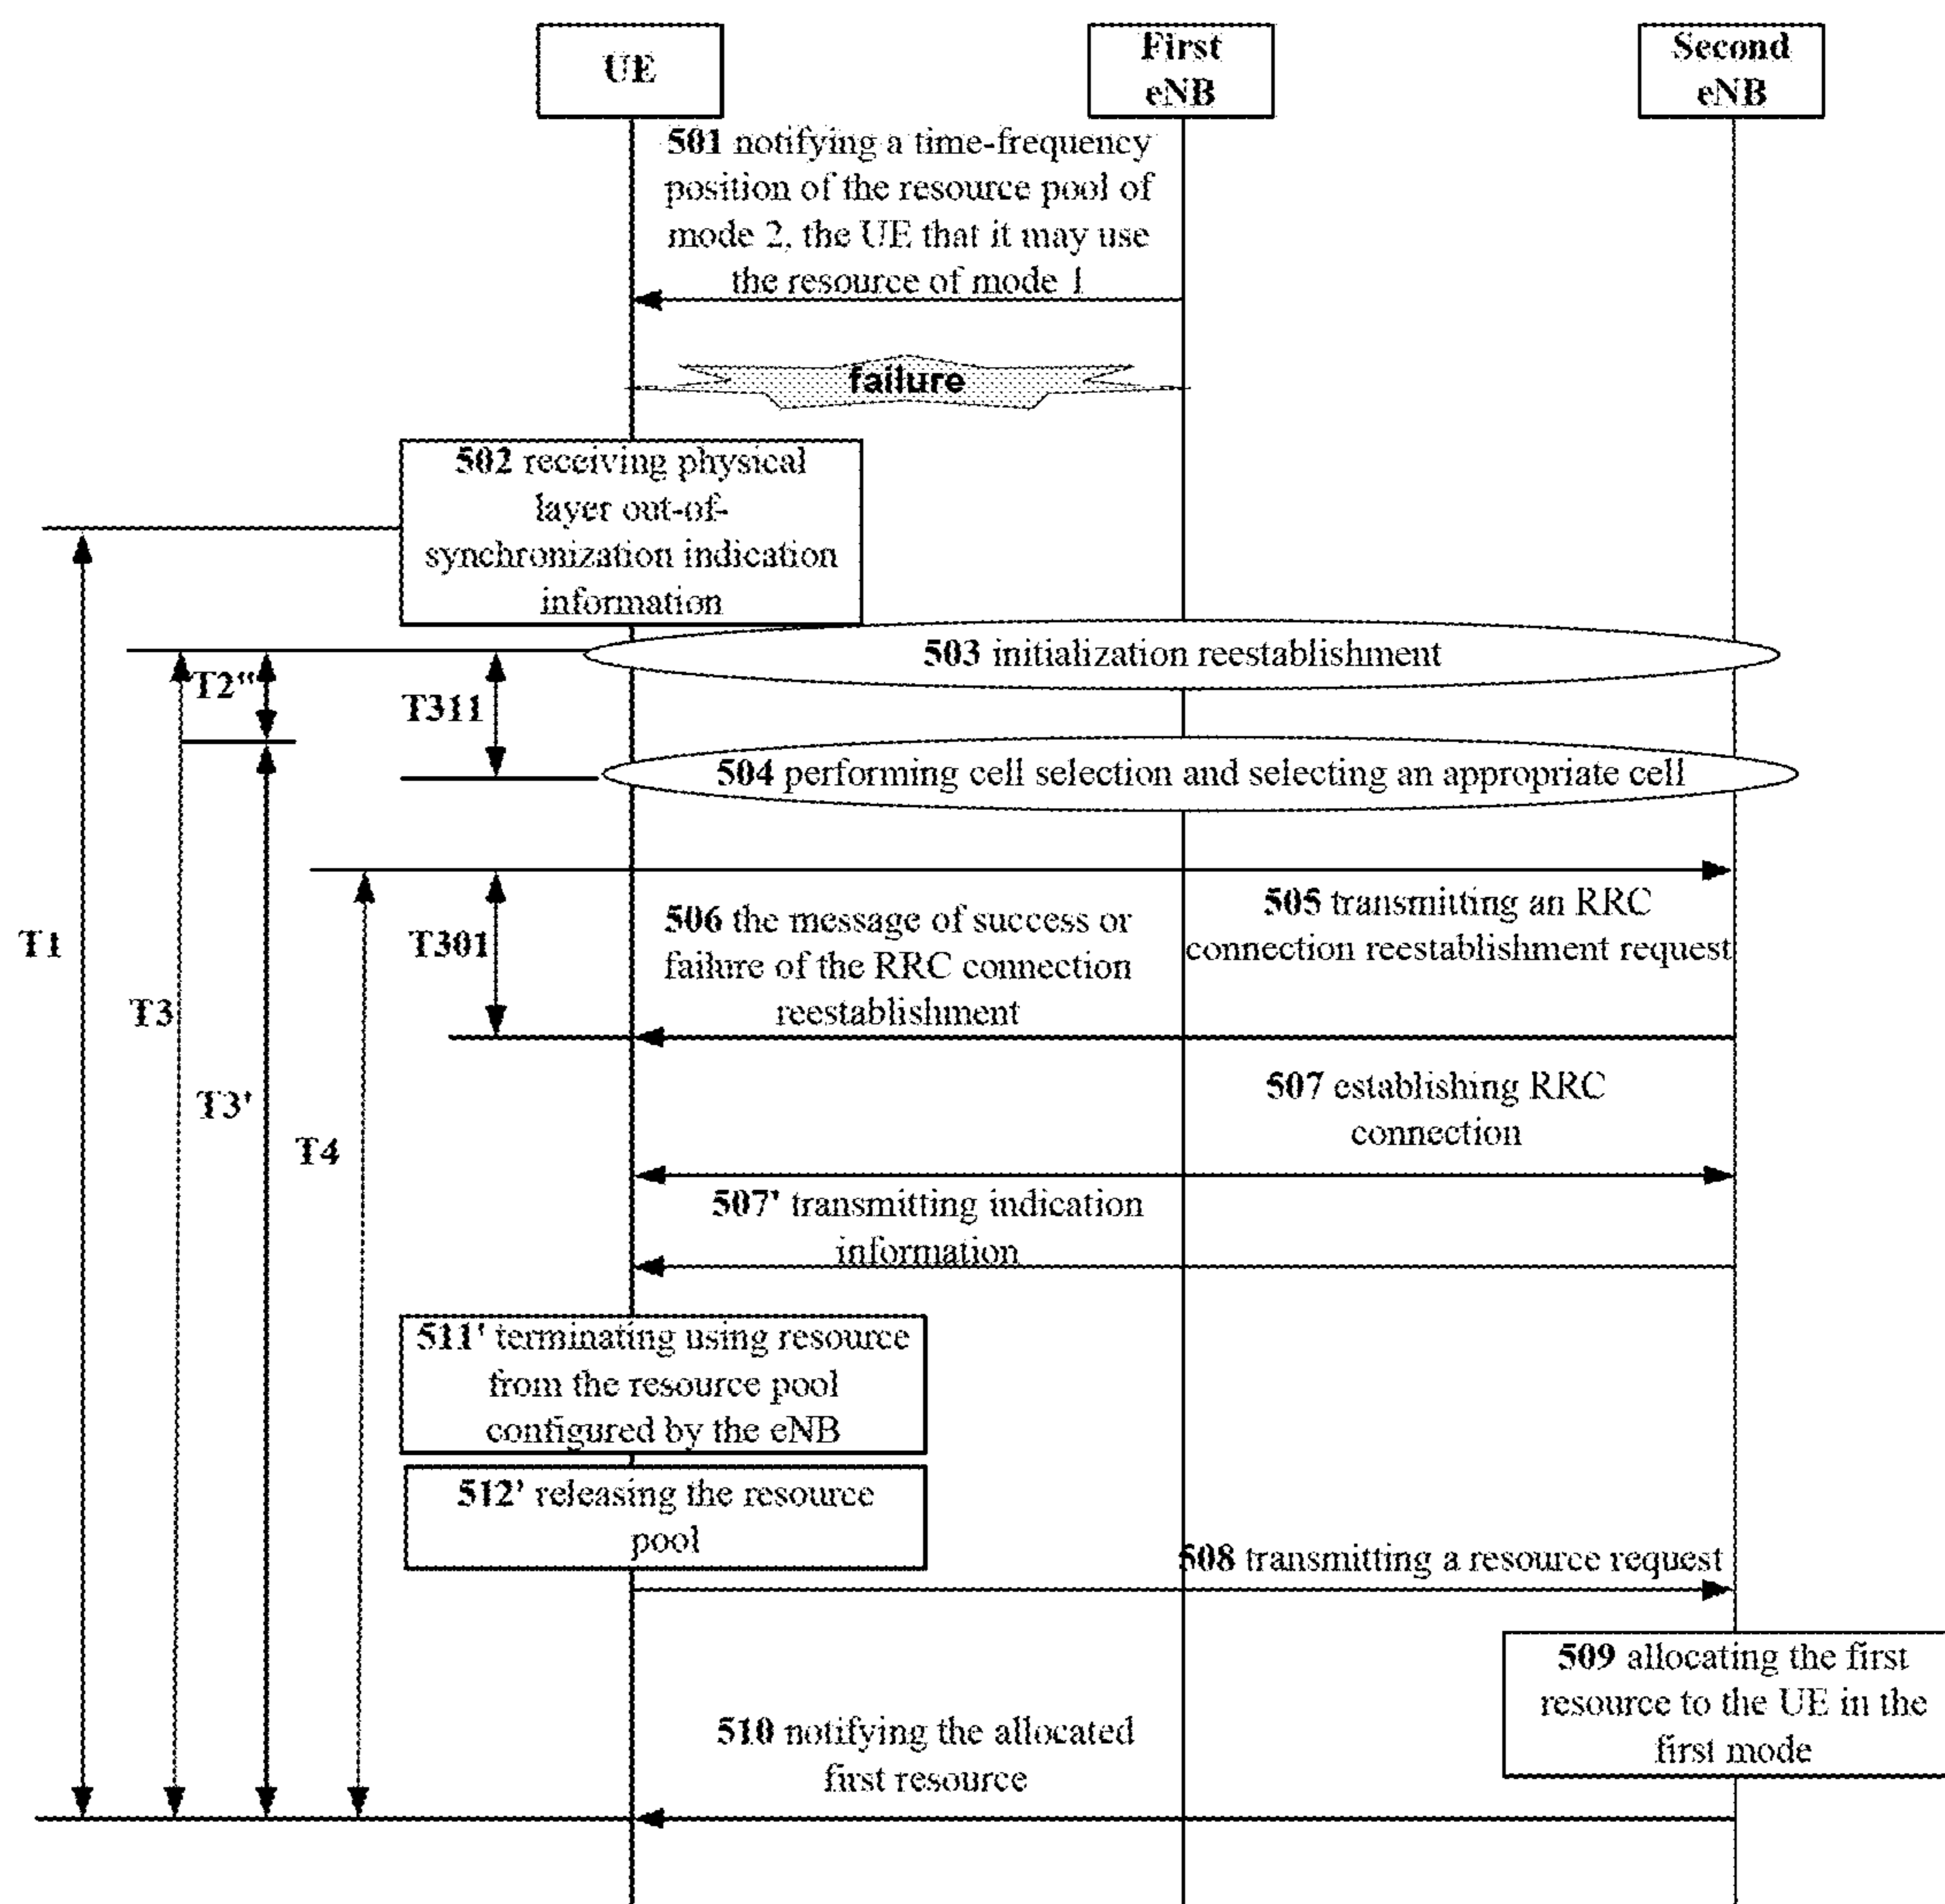 UE
First
eNB
Second
eNB
501 notifying a time-frequency
position of the resource pool of
mode 2, the UE that it may use
the resource of mode 1
failure
502 receiving physical
layer out-of-
synchronization indication
information
503 initialization reestablishment
T2"
T311
504 performing cell selection and selecting an appropriate cell
505 transmitting an RRC
connection reestablishment request
506 the message of success or
failure of the RRC connection
reestablishment
T1
T301
T3
T3'
T4
507 establishing RRC
connection
507' transmitting indication
information
511' terminating using resource
from the resource pool
configured by the eNB
512' releasing the resource
pool
508 transmitting a resource request
509 allocating the first
resource to the UE in the
first mode
510 notifying the allocated
first resource